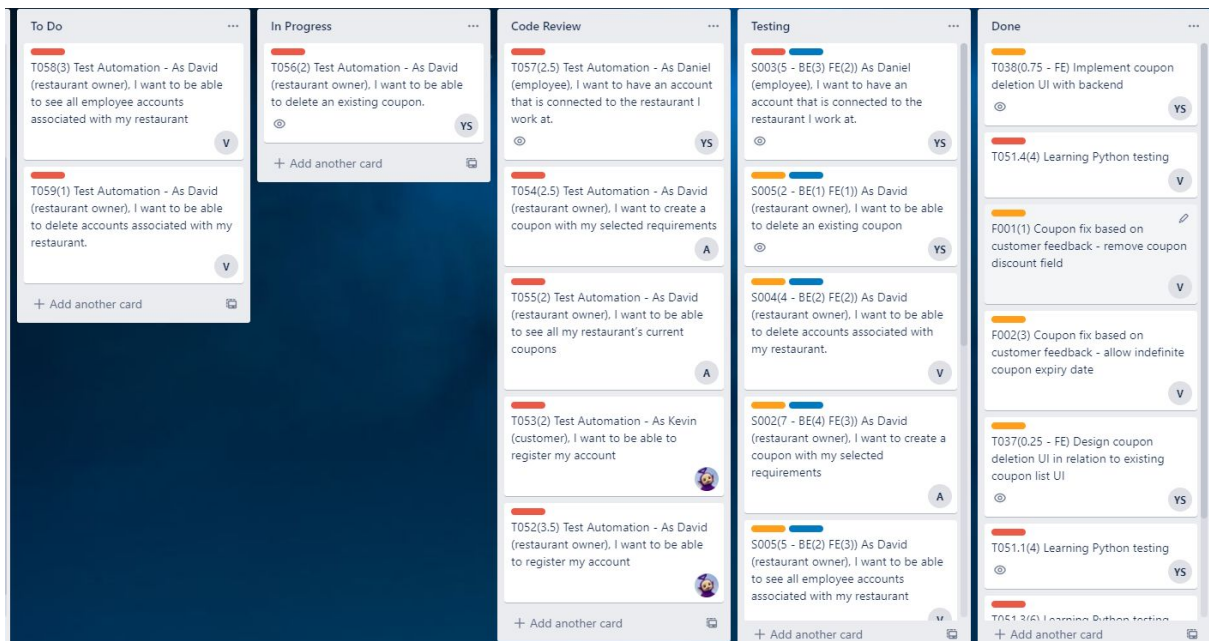 To Do
T058(3) Test Automation - As David
(restaurant owner), I want to be able
to see all employee accounts
associated with my restaurant
V
T059(1) Test Automation - As David
(restaurant owner), I want to be able
to delete accounts associated with my
restaurant.
V
+ Add another card
In Progress
T056(2) Test Automation - As David
(restaurant owner), I want to be able
to delete an existing coupon.
YS
+ Add another card
Code Review
T057(2.5) Test Automation - As Daniel
(employee), I want to have an account
that is connected to the restaurant I
work at.
YS
T054(2.5) Test Automation - As David
(restaurant owner), I want to create a
coupon with my selected requirements
A
T055(2) Test Automation - As David
(restaurant owner), I want to be able
to see all my restaurant's current
coupons
A
T053(2) Test Automation - As Kevin
(customer), I want to be able to
register my account
T052(3.5) Test Automation - As David
(restaurant owner), I want to be able
to register my account
+ Add another card
Testing
S003(5 - BE(3) FE(2)) As Daniel
(employee), I want to have an
account that is connected to the
restaurant I work at.
YS
S005(2 - BE(1) FE(1)) As David
(restaurant owner), I want to be able
to delete an existing coupon
YS
S004(4 - BE(2) FE(2)) As David
(restaurant owner), I want to be able
to delete accounts associated with
my restaurant.
V
S002(7 - BE(4) FE(3)) As David
(restaurant owner), I want to create a
coupon with my selected
requirements
A
S005(5 - BE(2) FE(3)) As David
(restaurant owner), I want to be able
to see all employee accounts
associated with my restaurant
V
+ Add another card
Done
T038(0.75 - FE) Implement coupon
deletion UI with backend
YS
T051.4(4) Learning Python testing
V
F001(1) Coupon fix based on
customer feedback - remove coupon
discount field
V
F002(3) Coupon fix based on
customer feedback - allow indefinite
coupon expiry date
V
T037(0.25 - FE) Design coupon
deletion UI in relation to existing
coupon list UI
YS
T051.1(4) Learning Python testing
YS
T051.3(6) Learning Python testing
+ Add another card